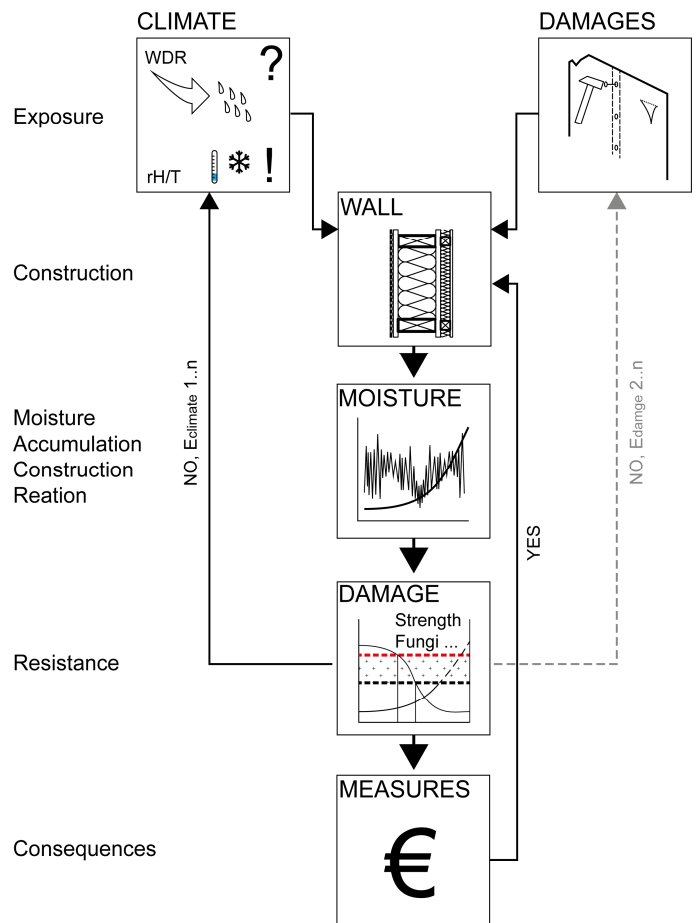 CLIMATE
DAMAGES
WDR
?
Exposure
rH/T
!
WALL
Construction
NO, Eclimate 1..n
NO, Edamge 2..n
MOISTURE
Moisture
Accumulation
Construction
Reation
YES
DAMAGE
Strength
Fungi ...
Resistance
MEASURES
Consequences
€